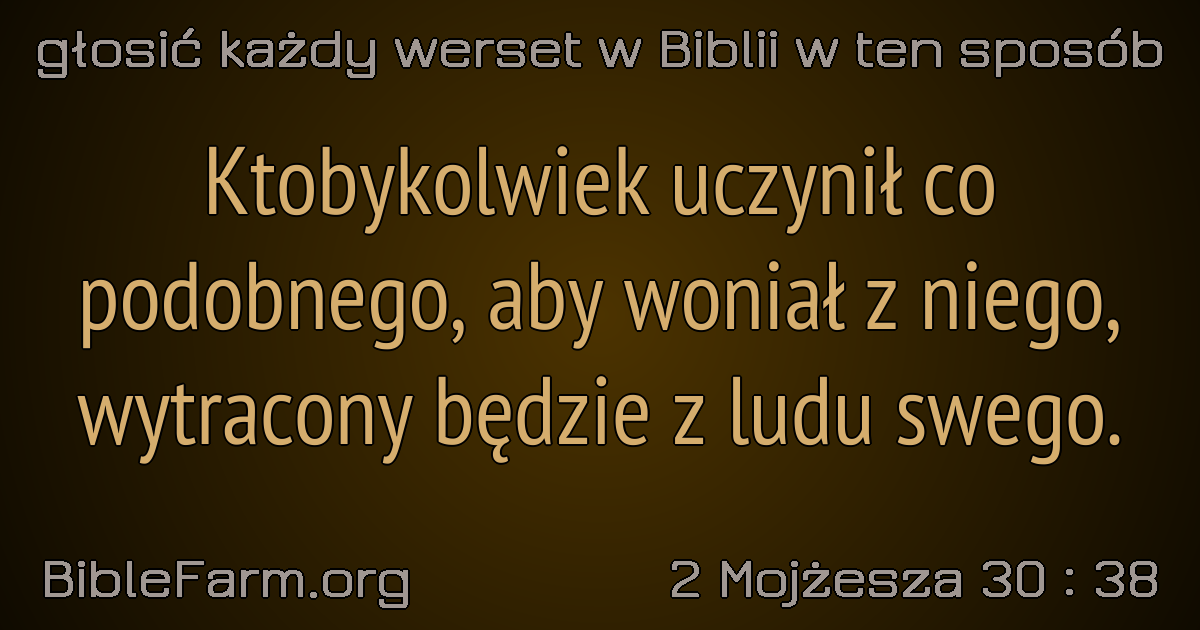 głosić każdy werset w Biblii w ten sposób
Ktobykolwiek uczynił co
podobnego, aby woniał z niego,
wytracony będzie z ludu swego.
BibleFarm.org
2 Mojżesza 30 : 38